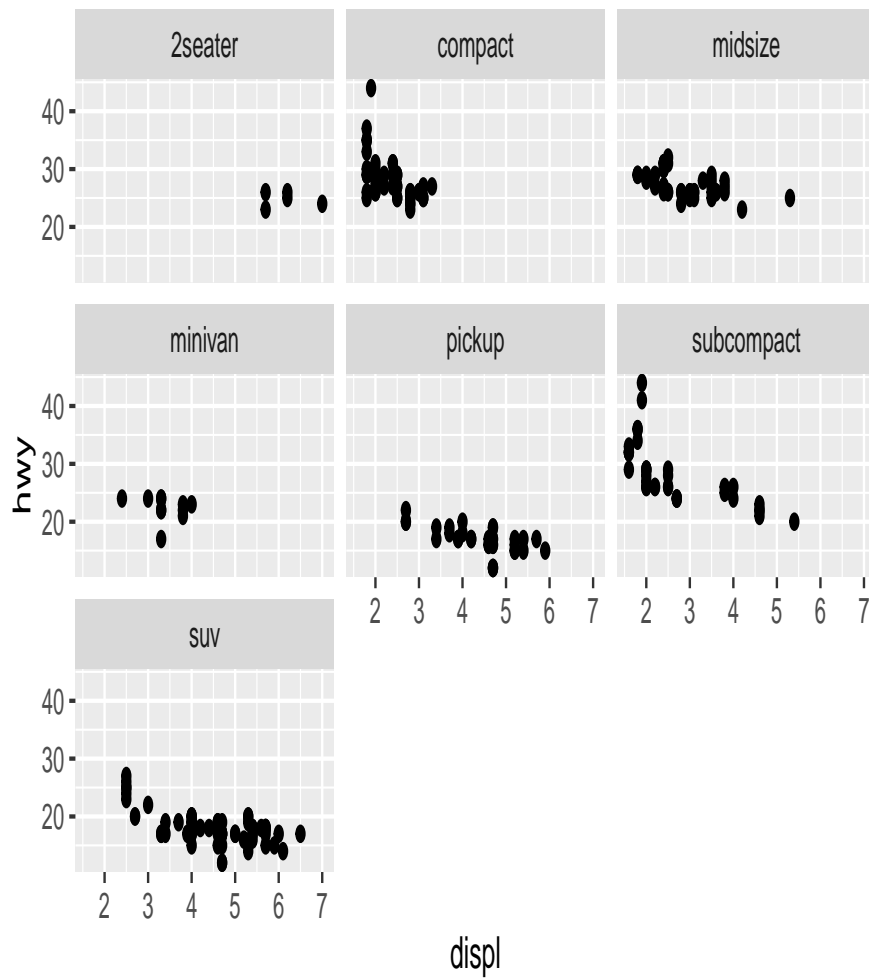 2seater compact midsize
40
30
20
minivan pickup subcompact
40
30
20
hwy
2 3 4 5 6 7 2 3 4 5 6 7
suv
40
30
20
2 3 4 5 6 7
displ